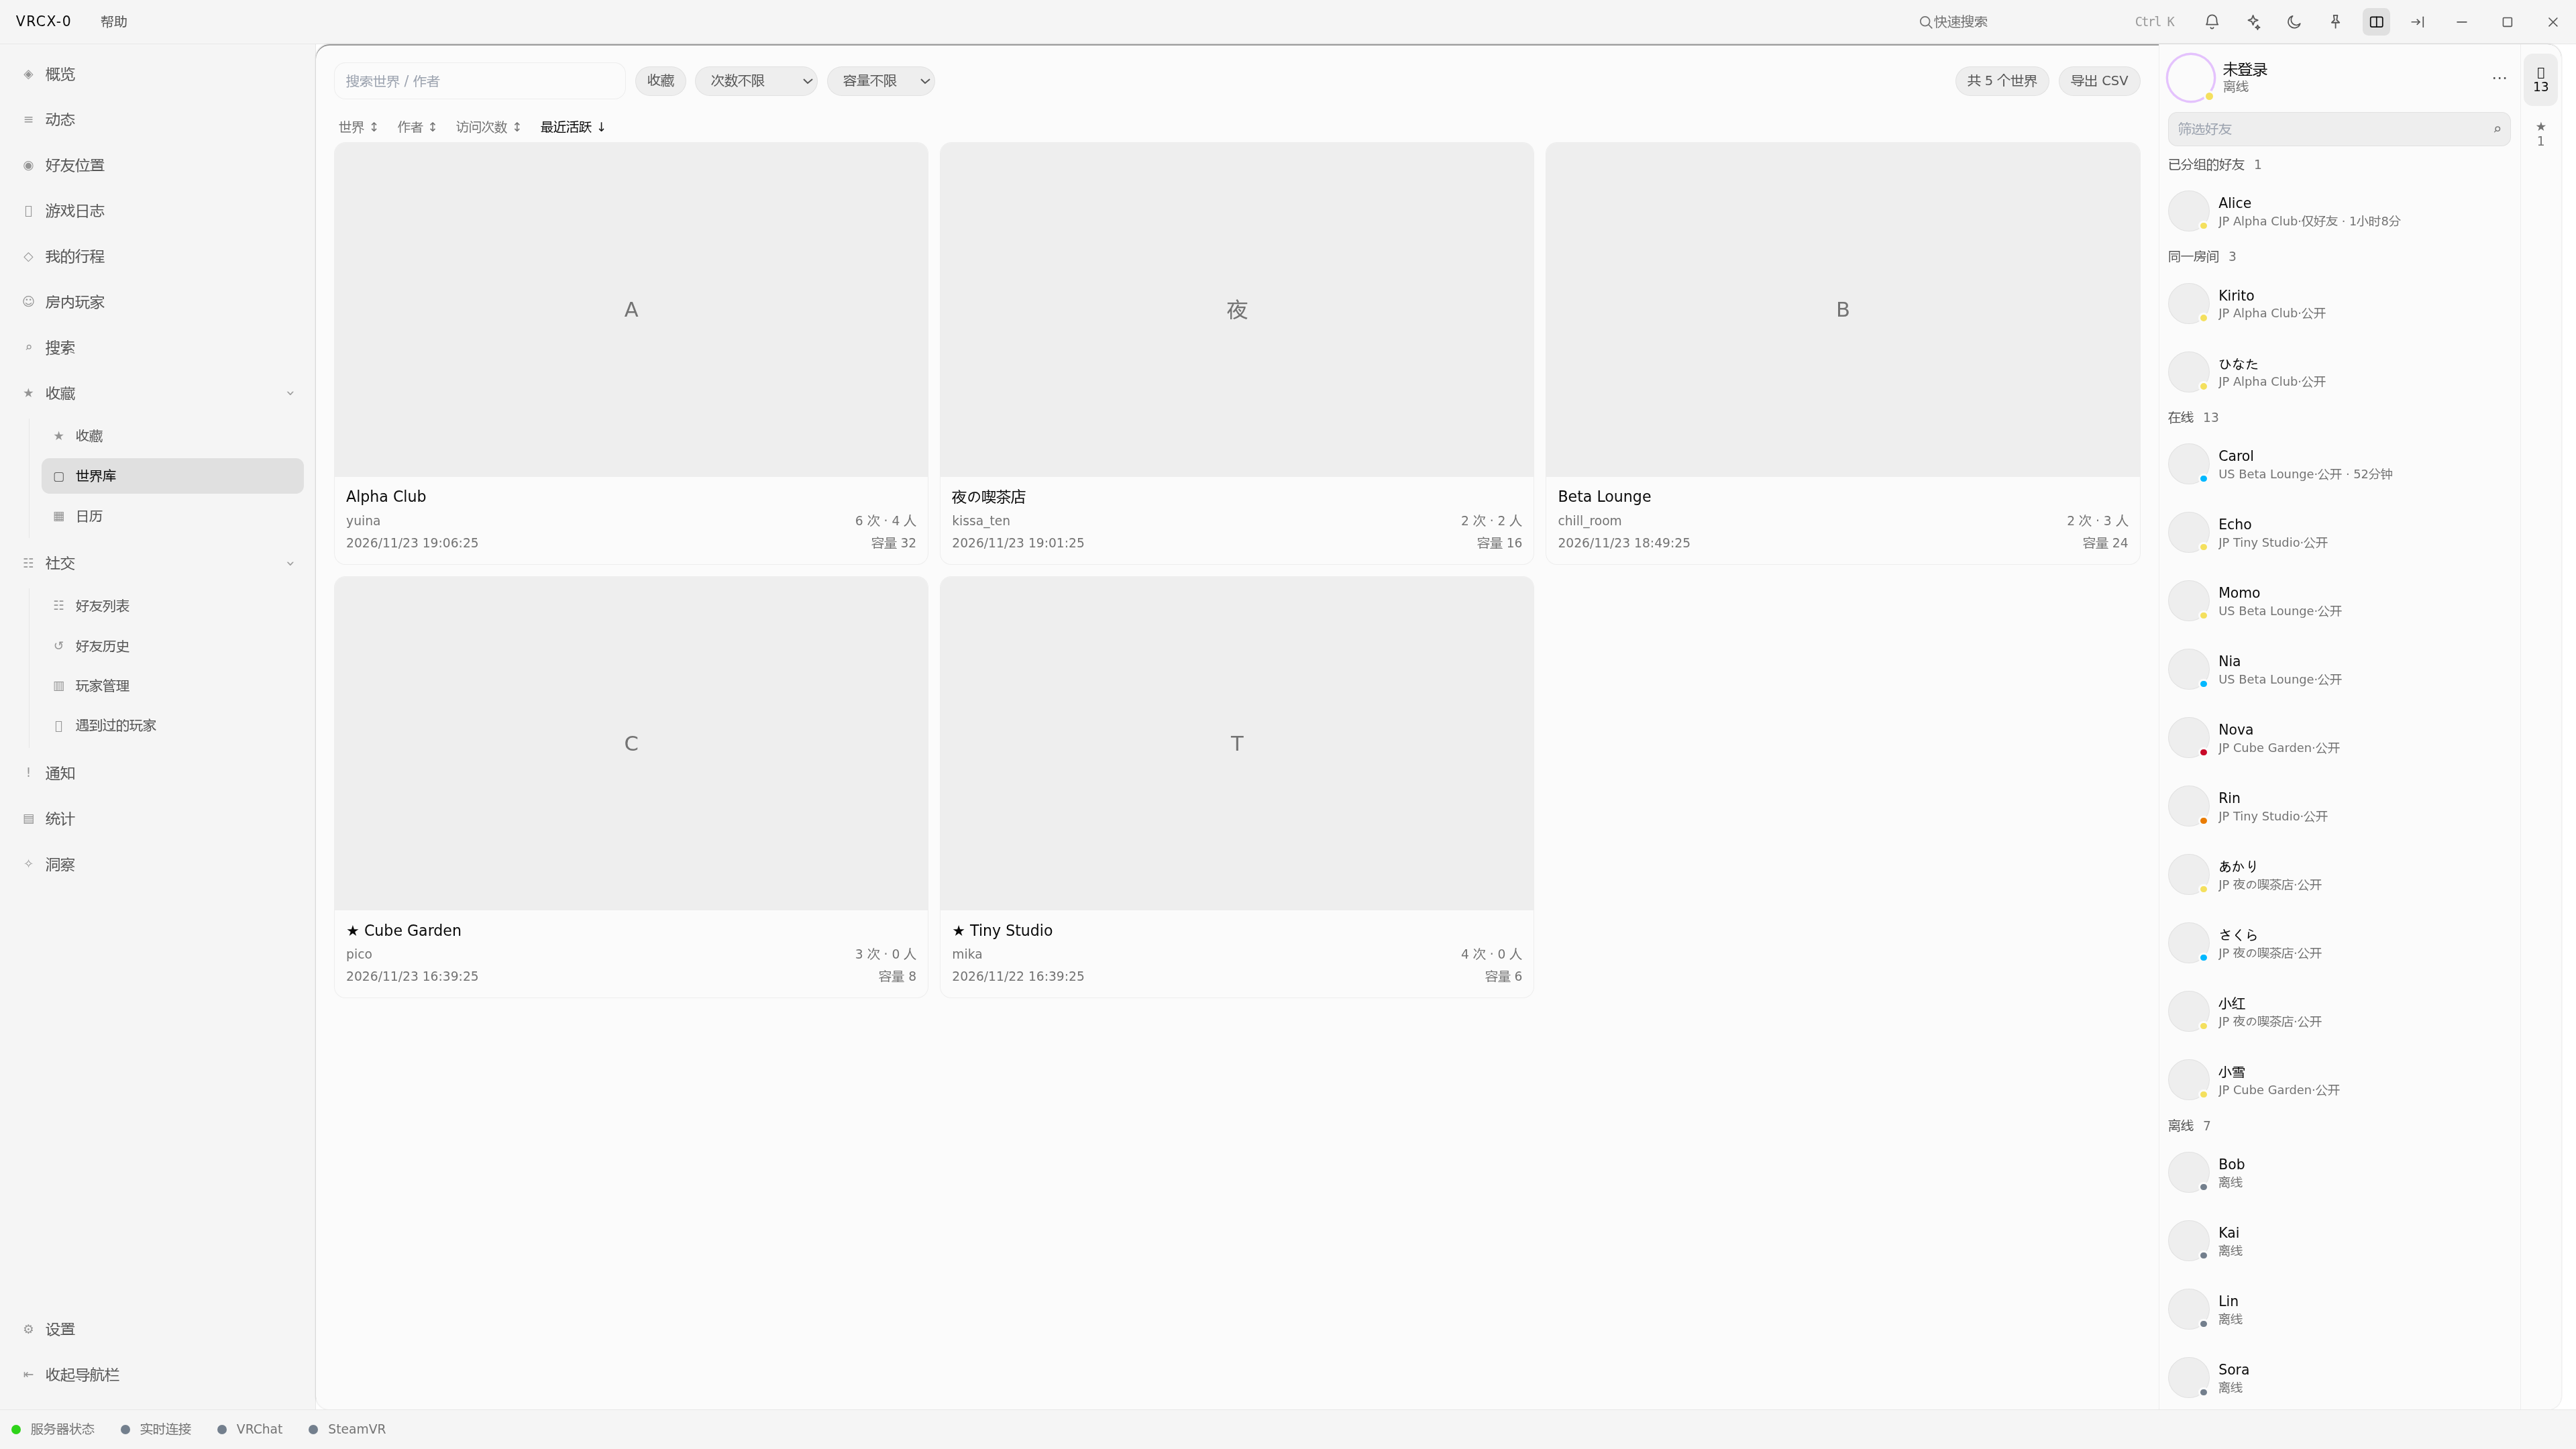 VRCX-0
帮助
快速搜索
Ctrl K
概览
动态
好友位置
游戏日志
我的行程
房内玩家
搜索
收藏
收藏
世界库
日历
社交
好友列表
好友历史
玩家管理
遇到过的玩家
通知
统计
洞察
设置
收起导航栏
搜索世界 / 作者
收藏
次数不限
容量不限
共 5 个世界
导出 CSV
世界 ↕
作者 ↕
访问次数 ↕
最近活跃 ↓
A
Alpha Club
yuina
6 次 · 4 人
2026/11/23 19:06:25
容量 32
夜
夜の喫茶店
kissa_ten
2 次 · 2 人
2026/11/23 19:01:25
容量 16
B
Beta Lounge
chill_room
2 次 · 3 人
2026/11/23 18:49:25
容量 24
C
★ Cube Garden
pico
3 次 · 0 人
2026/11/23 16:39:25
容量 8
T
★ Tiny Studio
mika
4 次 · 0 人
2026/11/22 16:39:25
容量 6
未登录
离线
13
★
1
筛选好友
已分组的好友 1
Alice
JP Alpha Club·仅好友 · 1小时8分
同一房间 3
Kirito
JP Alpha Club·公开
ひなた
JP Alpha Club·公开
在线 13
Carol
US Beta Lounge·公开 · 52分钟
Echo
JP Tiny Studio·公开
Momo
US Beta Lounge·公开
Nia
US Beta Lounge·公开
Nova
JP Cube Garden·公开
Rin
JP Tiny Studio·公开
あかり
JP 夜の喫茶店·公开
さくら
JP 夜の喫茶店·公开
小红
JP 夜の喫茶店·公开
小雪
JP Cube Garden·公开
离线 7
Bob
离线
Kai
离线
Lin
离线
Sora
离线
服务器状态
实时连接
VRChat
SteamVR